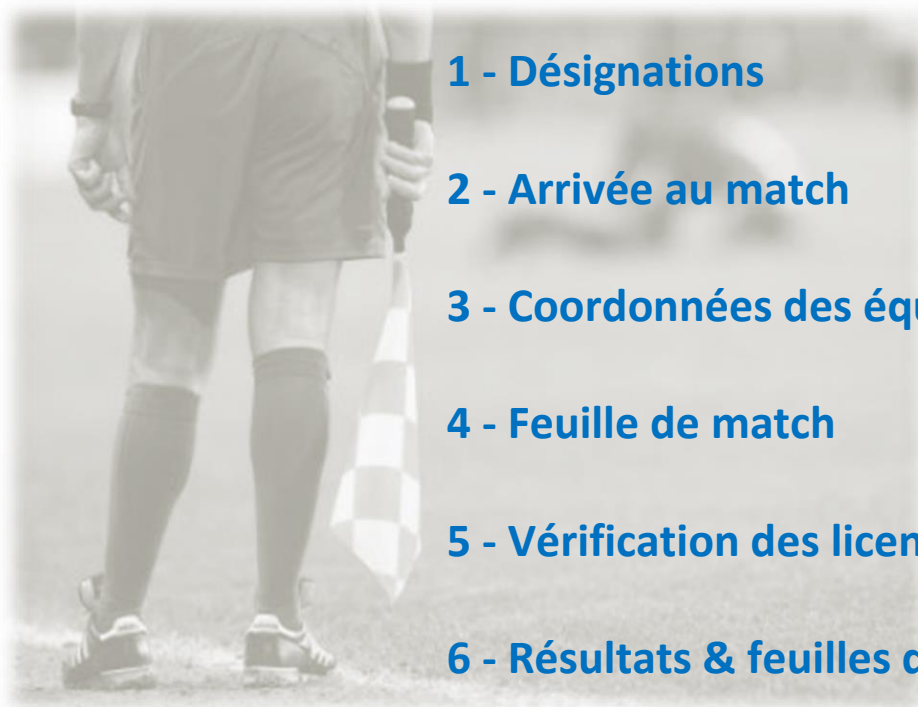 1 - Désignations
2 - Arrivée au match
3 - Coordonnées des
4 - Feuille de match
5 - Vérification des
6 - Résultats & feuilles